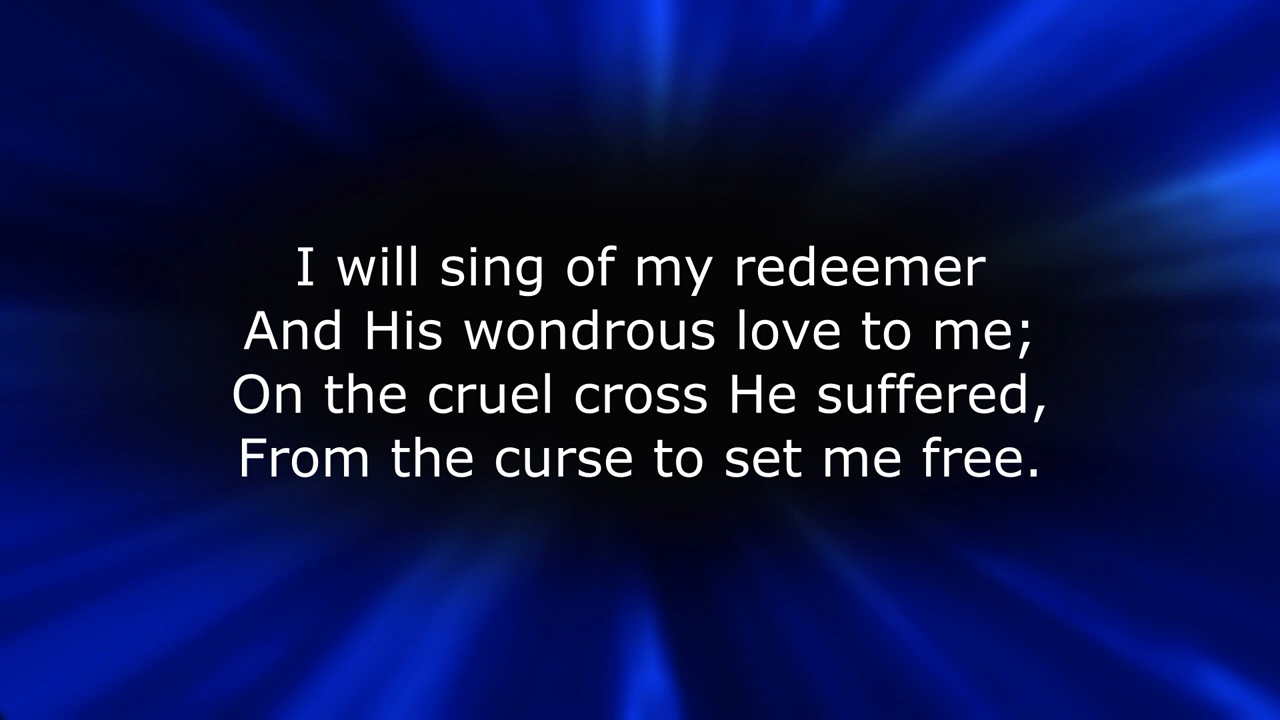 I will sing of my redeemer
And His wondrous love to me;
On the cruel cross He suffered,
From the curse to set me free.